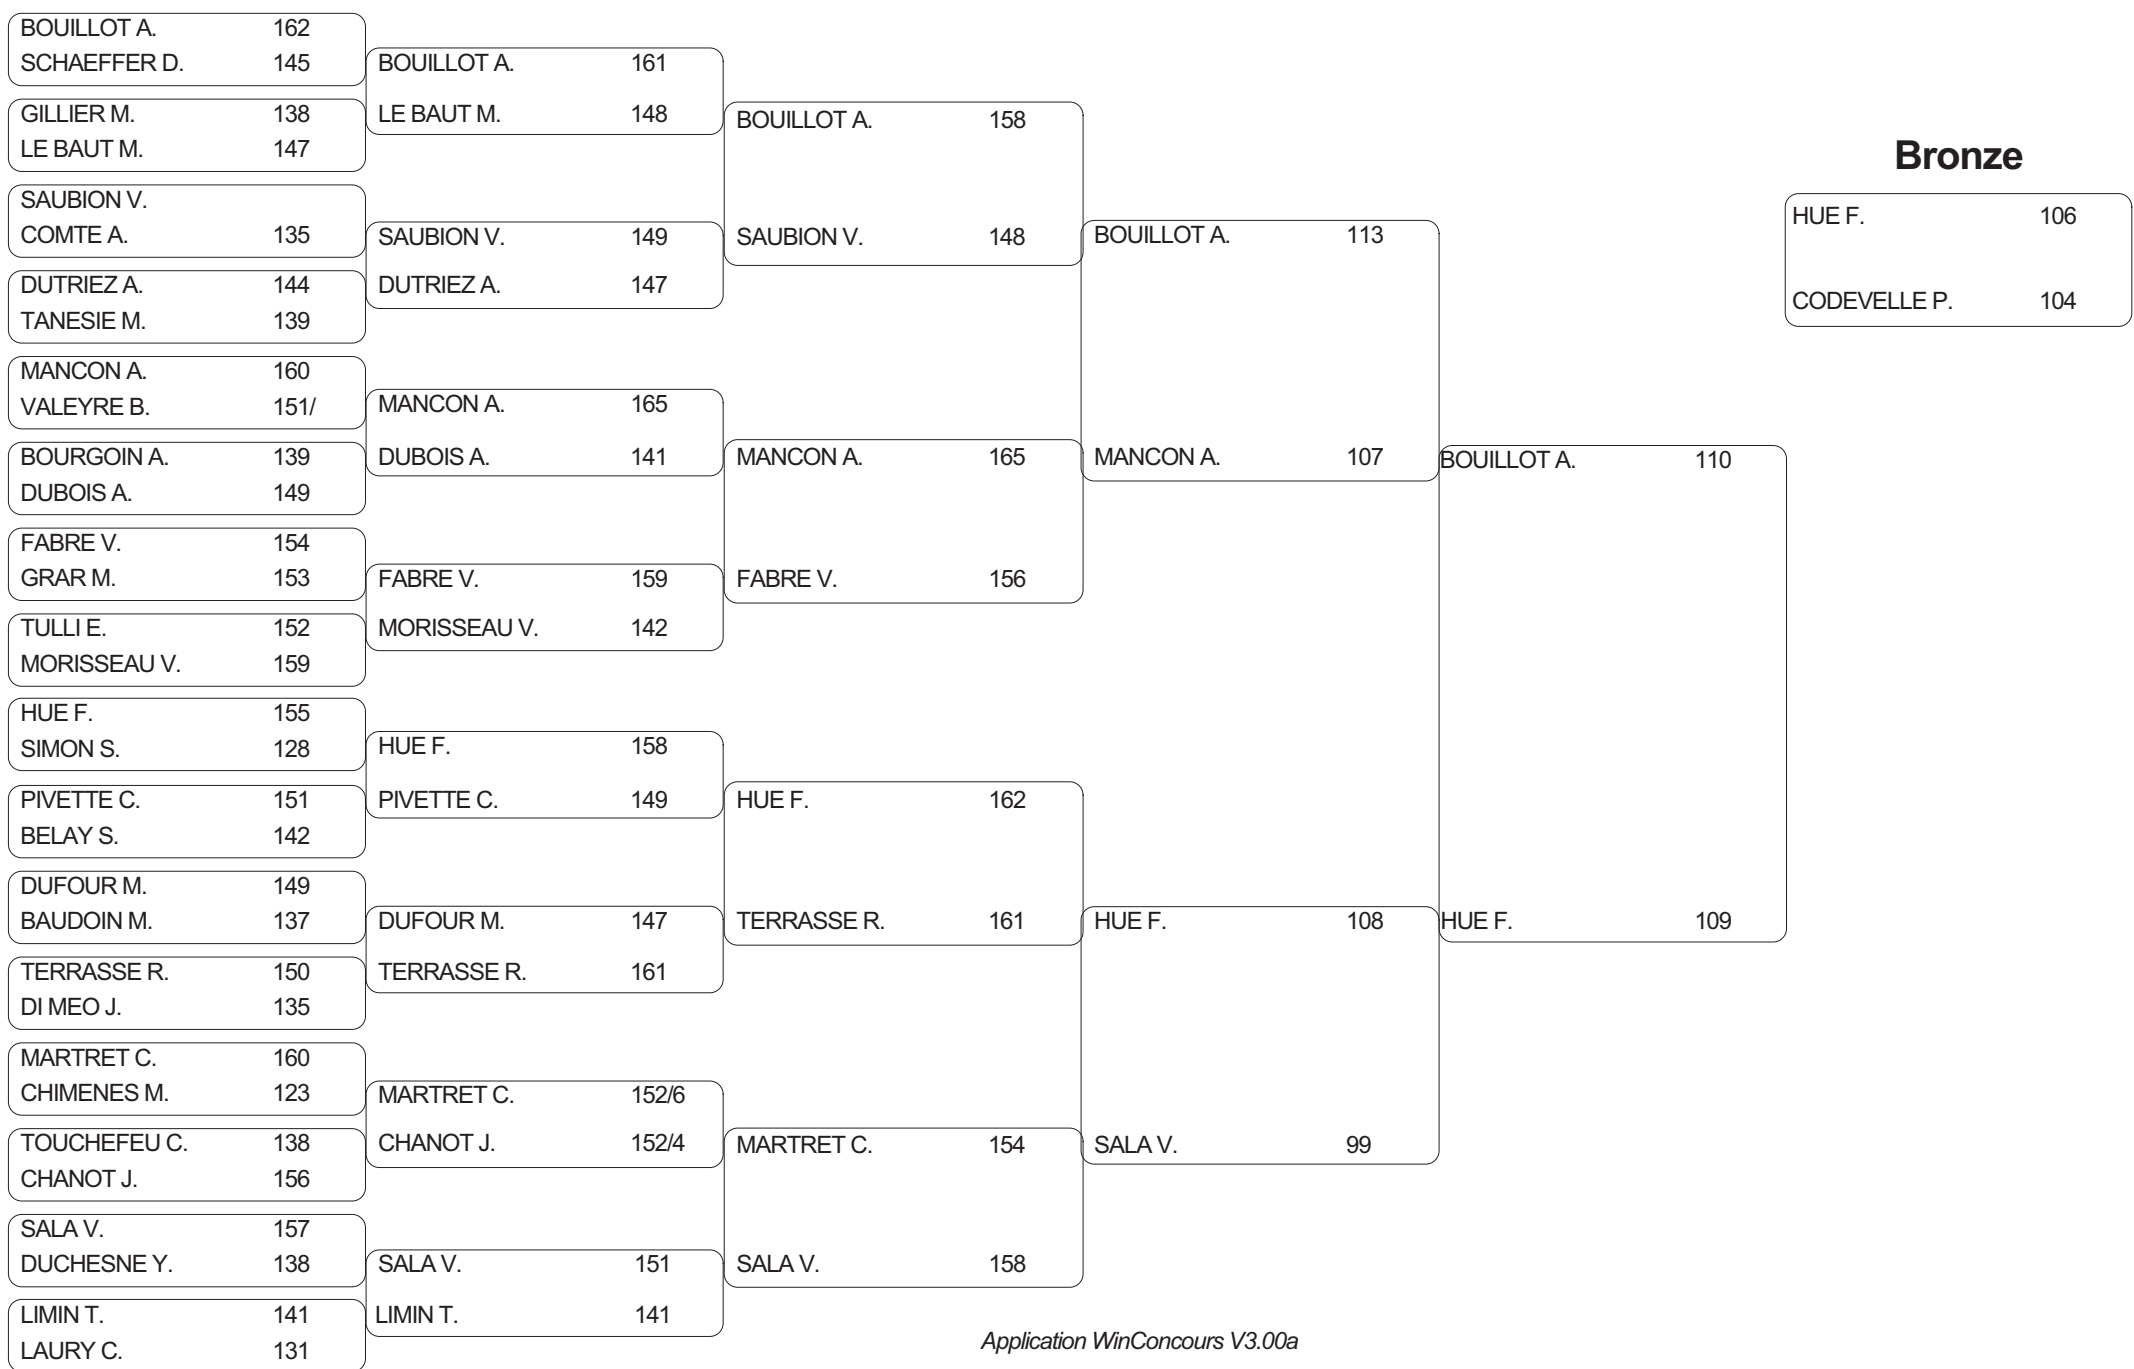 BOUILLOT A. 162
SCHAEFFER D. 145
GILLIER M. 138
LE BAUT M. 147
SAUBION V.
COMTE A. 135
DUTRIEZ A. 144
TANESIE M. 139
MANCON A. 160
VALEYRE B. 151/
BOURGOIN A. 139
DUBOIS A. 149
FABRE V. 154
GRAR M. 153
TULLI E. 152
MORISSEAU V. 159
HUE F. 155
SIMON S. 128
PIVETTE C. 151
BELAY S. 142
DUFOUR M. 149
BAUDOIN M. 137
TERRASSE R. 150
DI MEO J. 135
MARTRET C. 160
CHIMENES M. 123
TOUCHEFEU C. 138
CHANOT J. 156
SALA V. 157
DUCHESNE Y. 138
LIMIN T. 141
LAURY C. 131
BOUILLOT A. 161
LE BAUT M. 148
SAUBION V. 149
DUTRIEZ A. 147
MANCON A. 165
DUBOIS A. 141
FABRE V. 159
MORISSEAU V. 142
HUE F. 158
PIVETTE C. 149
DUFOUR M. 147
TERRASSE R. 161
MARTRET C. 152/6
CHANOT J. 152/4
SALA V. 151
LIMIN T. 141
BOUILLOT A. 158
SAUBION V. 148
MANCON A. 165
FABRE V. 156
HUE F. 162
TERRASSE R. 161
MARTRET C. 154
SALA V. 158
BOUILLOT A. 113
MANCON A. 107
HUE F. 108
SALA V. 99
BOUILLOT A. 110
HUE F. 109
Bronze
HUE F. 106
CODEVELLE P. 104
Application WinConcours V3.00a